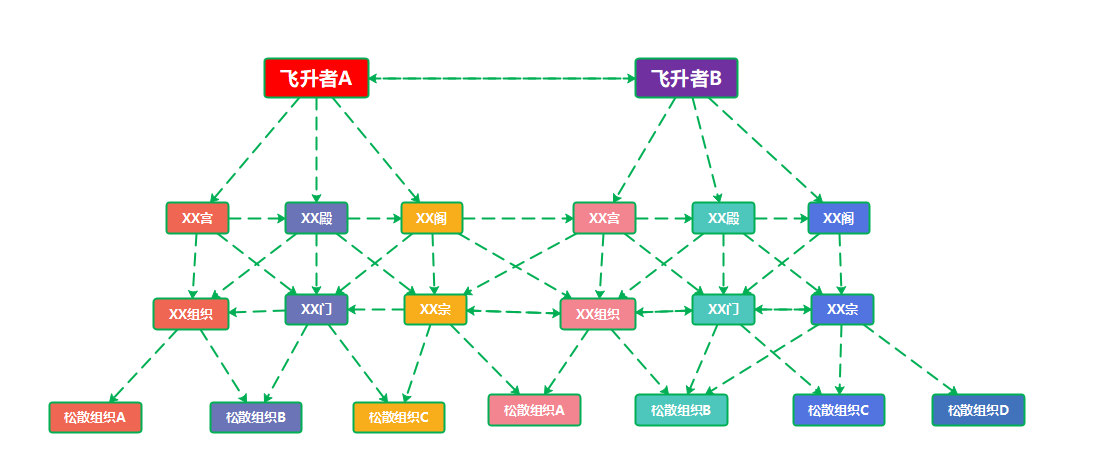 飞升者A
飞升者B
XX宫
XX殿
XX阁
XX宫
XX殿
XX阁
XX组织
XX门
XX宗
XX组织
XX门
XX宗
松散组织A
松散组织B
松散组织C
松散组织A
松散组织B
松散组织C
松散组织D